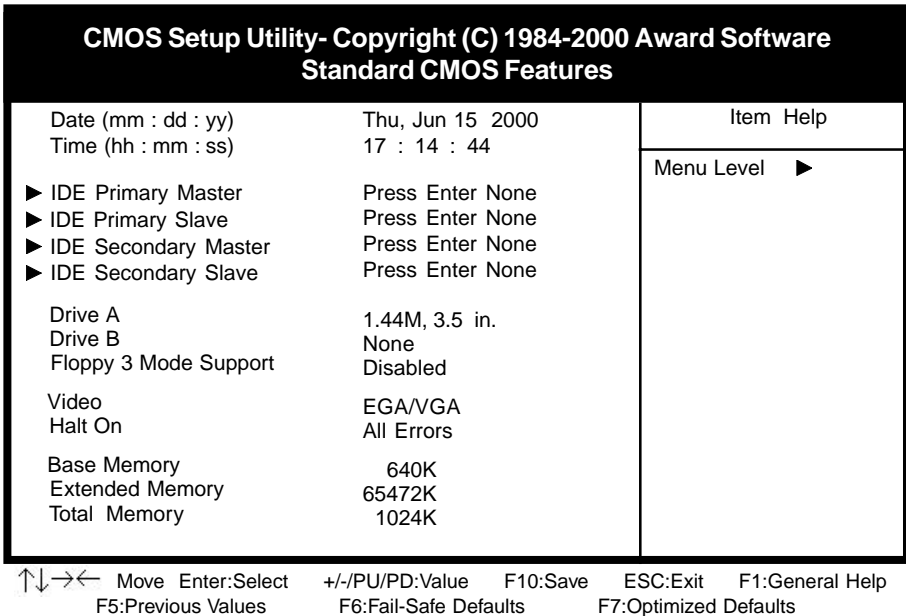 CMOS Setup Utility- Copyright (C) 1984-2000 Award Software
Standard CMOS Features
Date (mm : dd : yy) Thu, Jun 15 2000
Time (hh : mm : ss) 17 : 14 : 44
▶ IDE Primary Master Press Enter None
▶ IDE Primary Slave Press Enter None
▶ IDE Secondary Master Press Enter None
▶ IDE Secondary Slave Press Enter None
Drive A 1.44M, 3.5 in.
Drive B None
Floppy 3 Mode Support Disabled
Video EGA/VGA
Halt On All Errors
Base Memory 640K
Extended Memory 65472K
Total Memory 1024K
Item Help
Menu Level ▶
↑↓→← Move Enter:Select +/-/PU/PD:Value F10:Save ESC:Exit F1:General Help
F5:Previous Values F6:Fail-Safe Defaults F7:Optimized Defaults